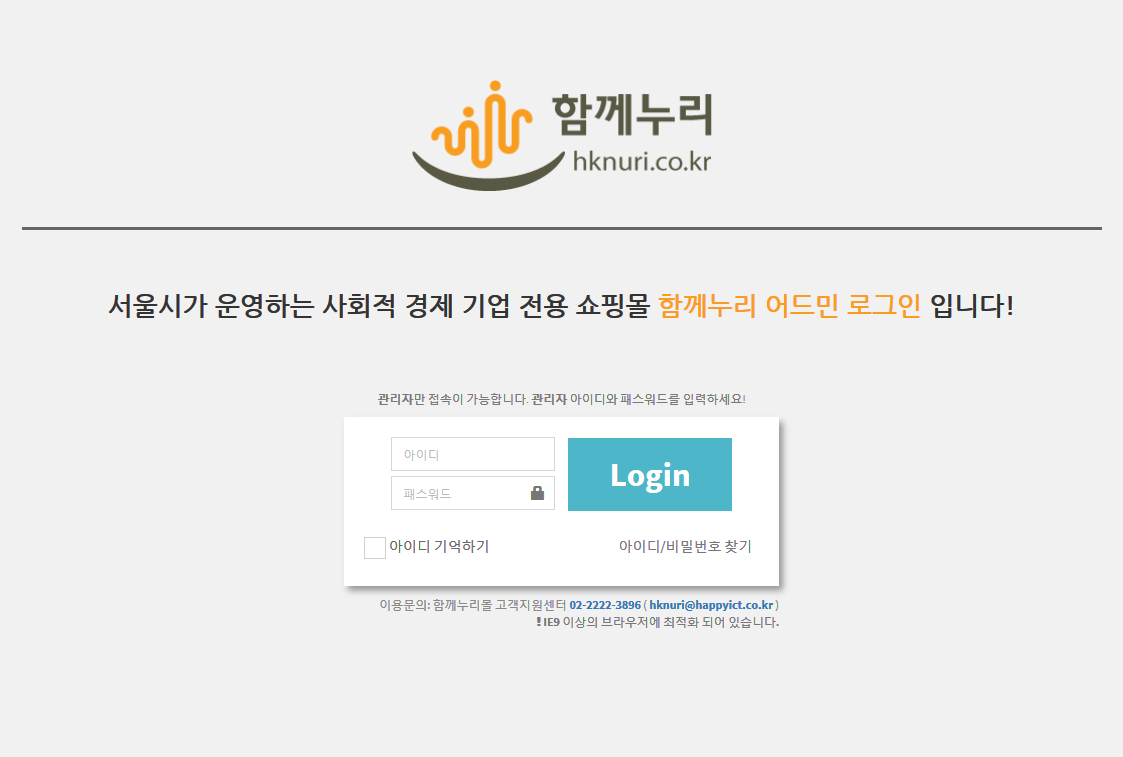 함께누리
hknuri.co.kr
서울시가 운영하는 사회적 경제 기업 전용 쇼핑몰 함께누리 어드민 로그인 입니다!
관리자만 접속이 가능합니다. 관리자 아이디와 패스워드를 입력하세요!
아이디
패스워드
Login
아이디 기억하기
아이디/비밀번호 찾기
이용문의: 함께누리몰 고객지원센터 02-2222-3896 ( hknuri@happyict.co.kr )
! IE9 이상의 브라우저에 최적화 되어 있습니다.